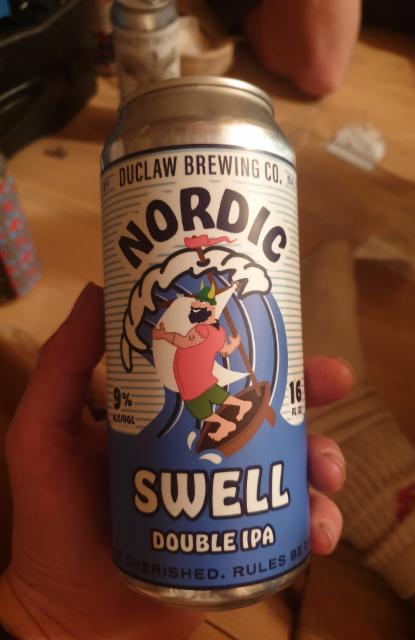 DUCLAW BREWING CO.
NORDIC
9%
ALC/VOL
16
FL OZ
SWELL
DOUBLE IPA
CHERISHED. RULES BE